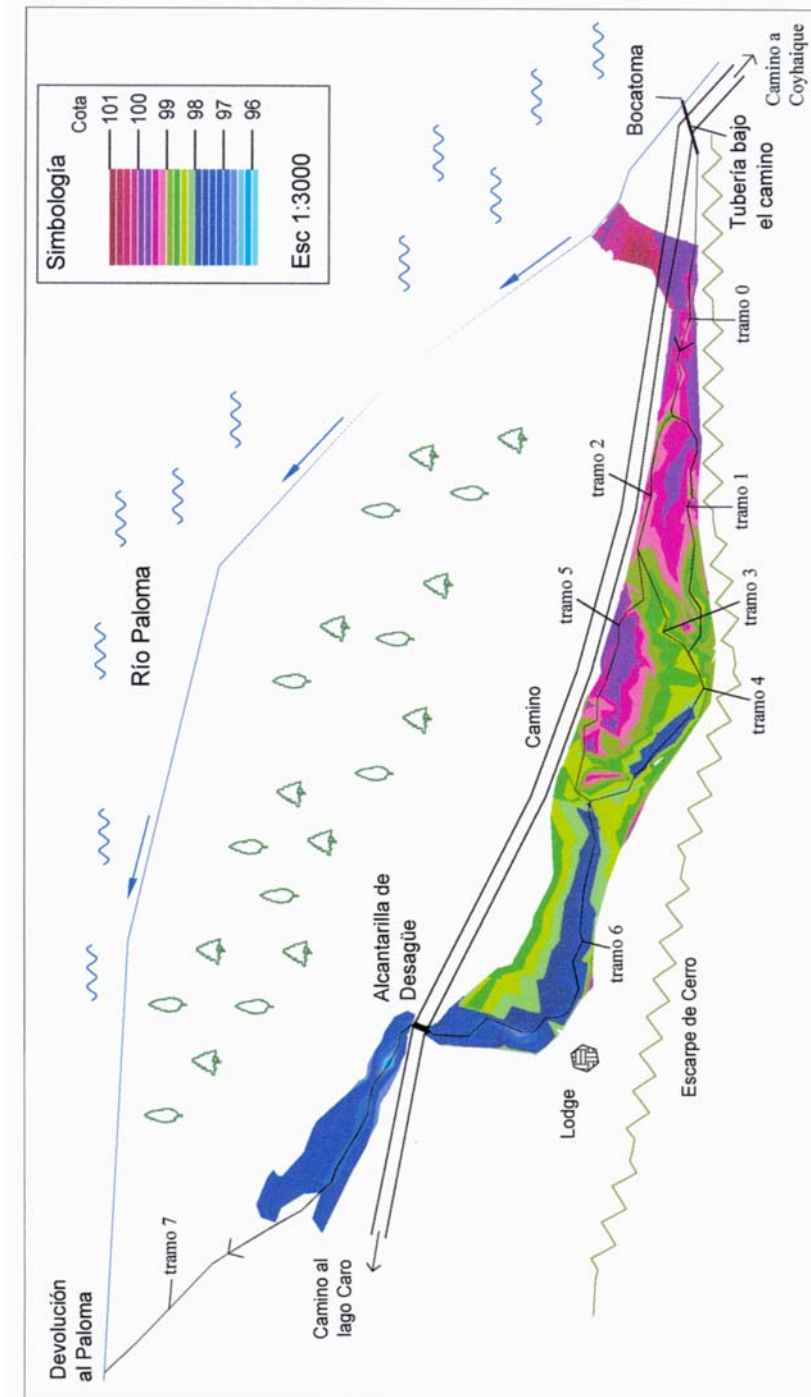 Simbología
Cota
101
100
99
98
97
96
Esc 1:3000
Bocatoma
Camino a
Coyhaique
Tubería bajo
el camino
tramo 0
tramo 1
tramo 2
tramo 3
tramo 4
tramo 5
Camino
Río Paloma
Alcantarilla de
Desagüe
tramo 6
Lodge
Escarpe de Cerro
Camino al
lago Caro
tramo 7
Devolución
al Paloma